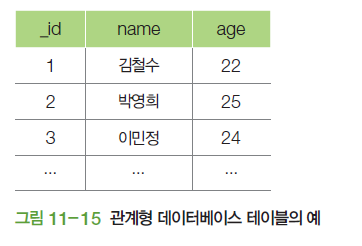 _id name age
1 김철수 22
2 박영희 25
3 이민정 24
... ... ...
그림 11-15 관계형 데이터베이스 테이블의 예